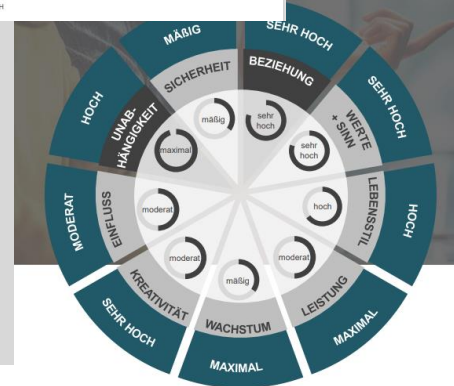 H
MÄßIG
SEHR HOCH
SEHR HOCH
HOCH
MAXIMAL
MAXIMAL
SEHR HOCH
MODERAT
HOCH
SICHERHEIT
BEZIEHUNG
WERTE
+ SINN
LEBENSSTIL
LEISTUNG
WACHSTUM
KREATIVITÄT
EINFLUSS
UNAB-
HÄNGIGKEIT
mäßig
sehr
hoch
sehr
hoch
hoch
moderat
mäßig
moderat
moderat
maximal